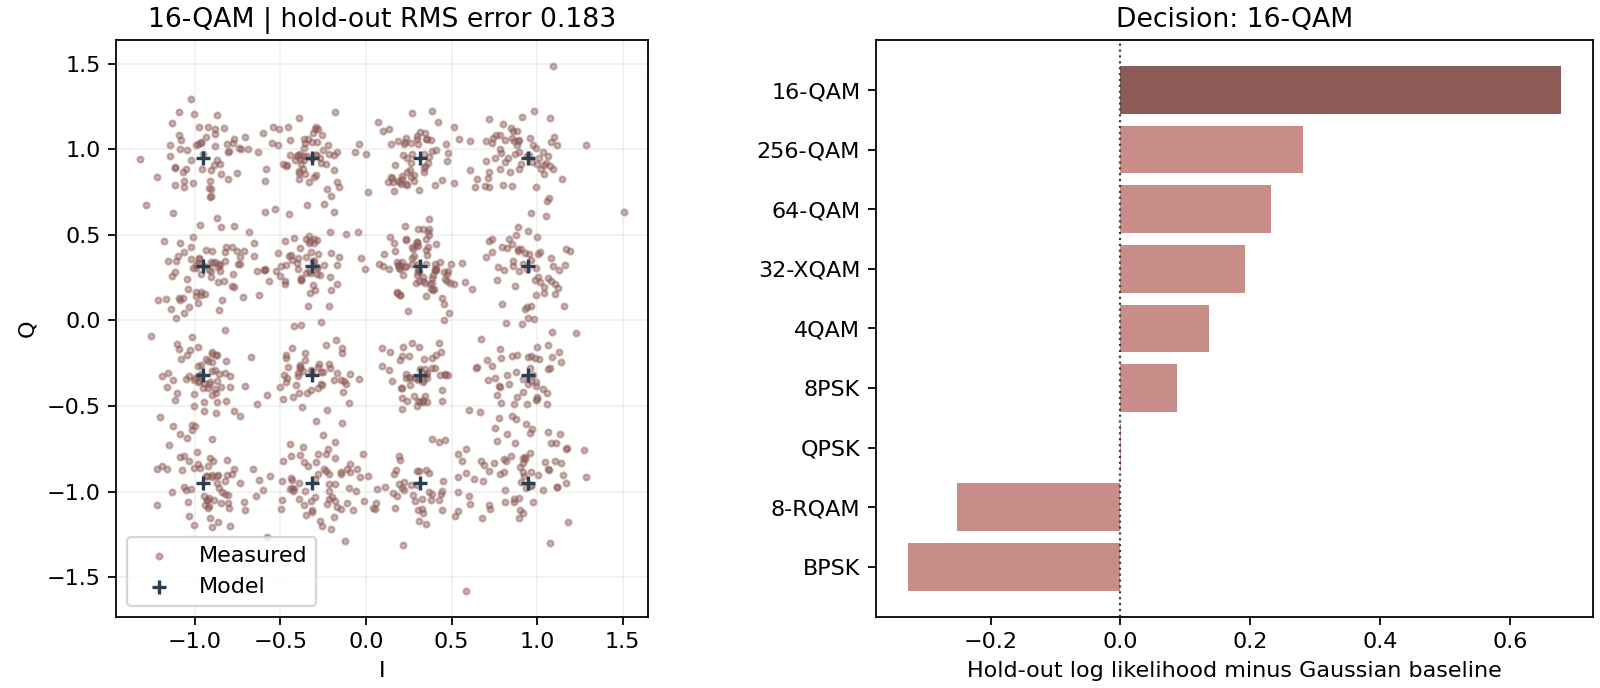 16-QAM | hold-out RMS error 0.183
1.5
1.0
0.5
0.0
−0.5
−1.0
−1.5
Q
−1.0
−0.5
0.0
0.5
1.0
1.5
I
Measured
Model
Decision: 16-QAM
16-QAM
256-QAM
64-QAM
32-XQAM
4QAM
8PSK
QPSK
8-RQAM
BPSK
−0.2
0.0
0.2
0.4
0.6
Hold-out log likelihood minus Gaussian baseline